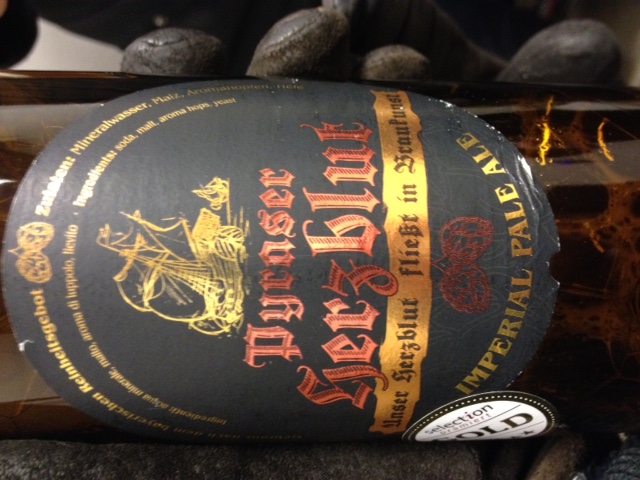 Pyraser
Herzblut
Unser Herzblut fließt in Braukunst
IMPERIAL PALE ALE
Zutaten: Mineralwasser, Malz, Aromahopfen, Hefe
Ingredients: soda, malt, aroma hops, yeast
bayerischen Reinheitsgebot
selection